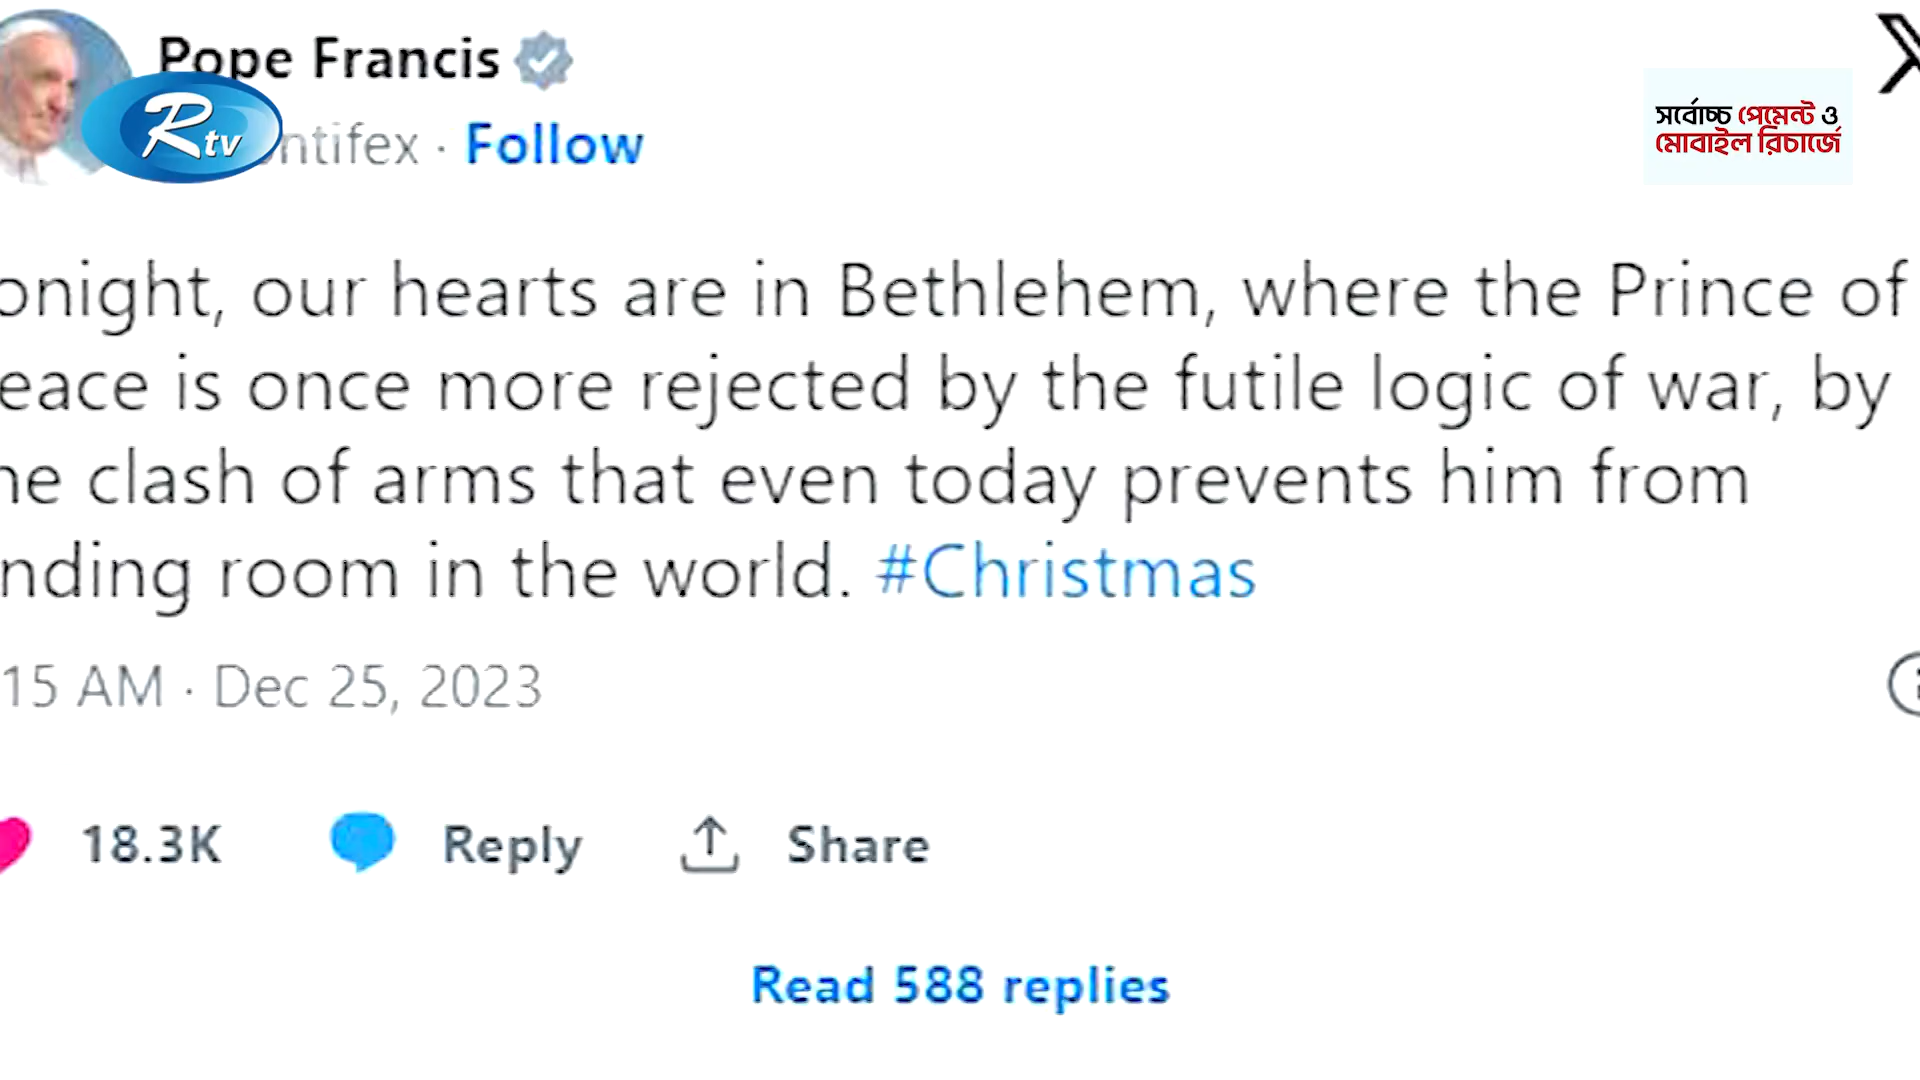 Pope Francis
Rtv
ntifex · Follow
সর্বোচ্চ পেমেন্ট ও
মোবাইল রিচার্জে
onight, our hearts are in Bethlehem, where the Prince of
eace is once more rejected by the futile logic of war, by
he clash of arms that even today prevents him from
nding room in the world. #Christmas
15 AM · Dec 25, 2023
18.3K Reply Share
Read 588 replies